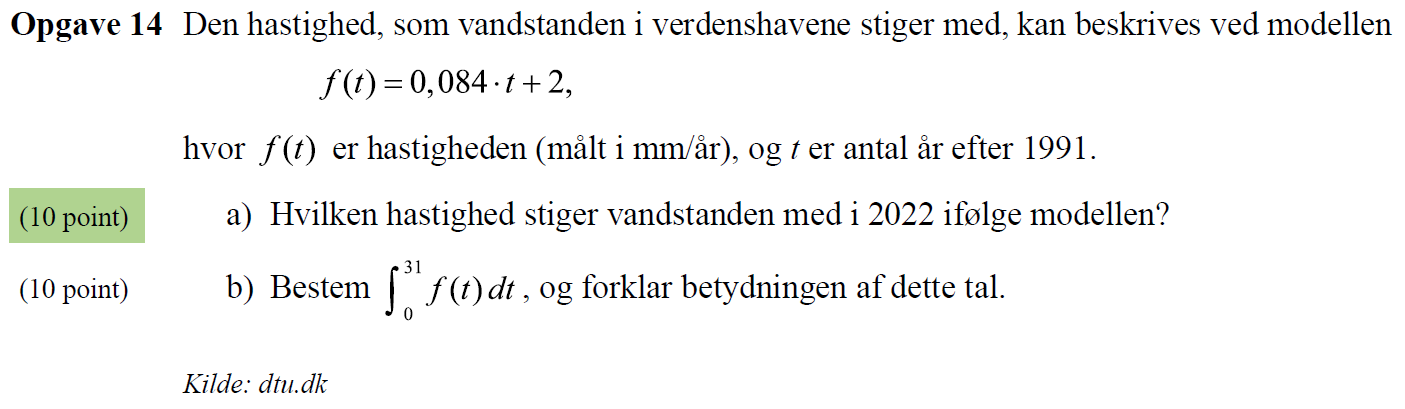 Opgave 14 Den hastighed, som vandstanden i verdenshavene stiger med, kan beskrives ved modellen
f(t) = 0,084·t + 2,
hvor f(t) er hastigheden (målt i mm/år), og t er antal år efter 1991.
(10 point) a) Hvilken hastighed stiger vandstanden med i 2022 ifølge modellen?
(10 point) b) Bestem ∫₀³¹ f(t) dt, og forklar betydningen af dette tal.
Kilde: dtu.dk